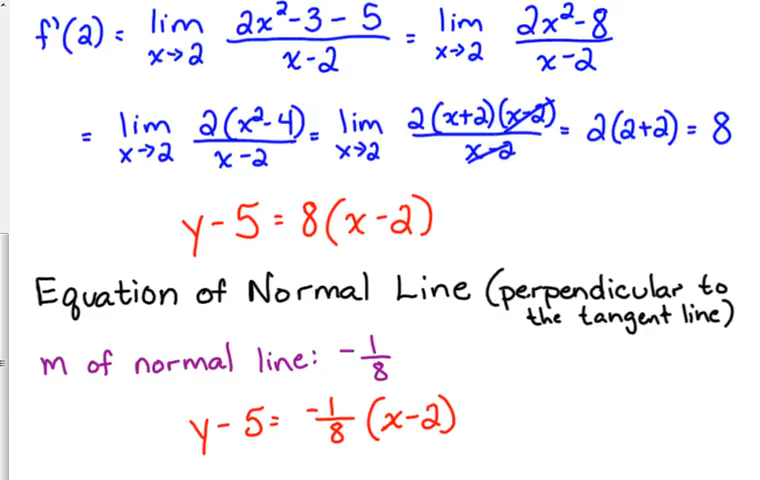 f'(2) = lim x→2 (2x² - 3 - 5)/(x - 2) = lim x→2 (2x² - 8)/(x - 2)
= lim x→2 2(x² - 4)/(x - 2) = lim x→2 2(x+2)(x-2)/(x-2) = 2(2+2) = 8
y - 5 = 8(x - 2)
Equation of Normal Line (perpendicular to
the tangent line)
m of normal line: -1/8
y - 5 = -1/8 (x - 2)